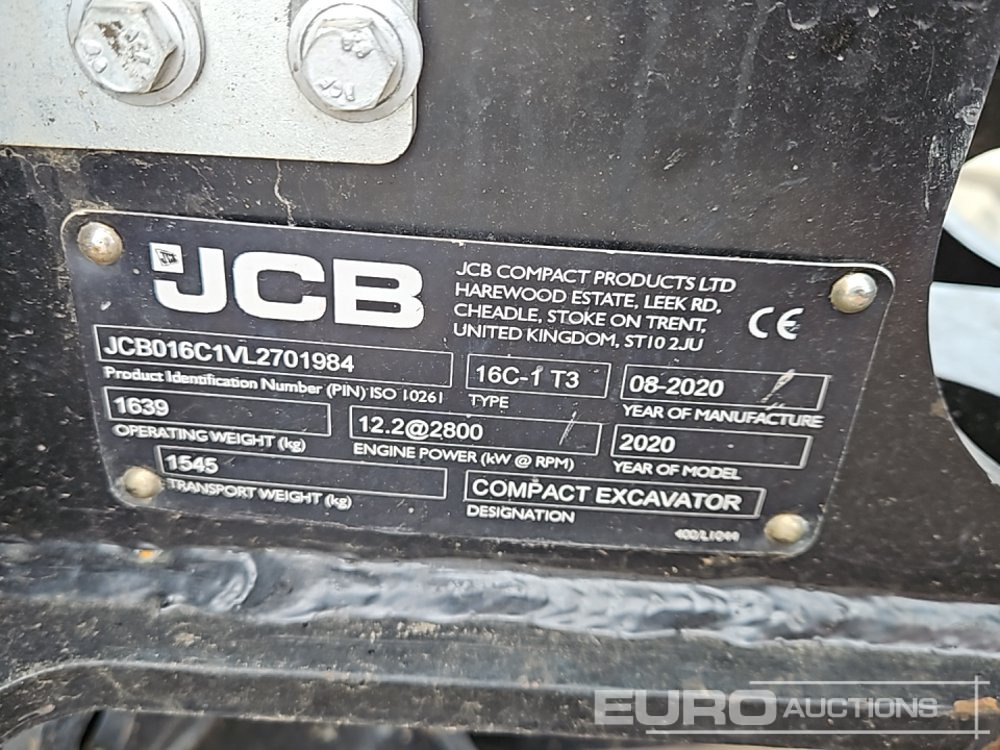 JCB
JCB COMPACT PRODUCTS LTD
HAREWOOD ESTATE, LEEK RD,
CHEADLE, STOKE ON TRENT,
UNITED KINGDOM, ST10 2JU
CE
JCB016C1VL2701984
Product Identification Number (PIN) ISO 10261
16C-1 T3
TYPE
08-2020
YEAR OF MANUFACTURE
1639
OPERATING WEIGHT (kg)
12.2@2800
ENGINE POWER (kW @ RPM)
2020
YEAR OF MODEL
1545
TRANSPORT WEIGHT (kg)
COMPACT EXCAVATOR
DESIGNATION
EURO AUCTIONS